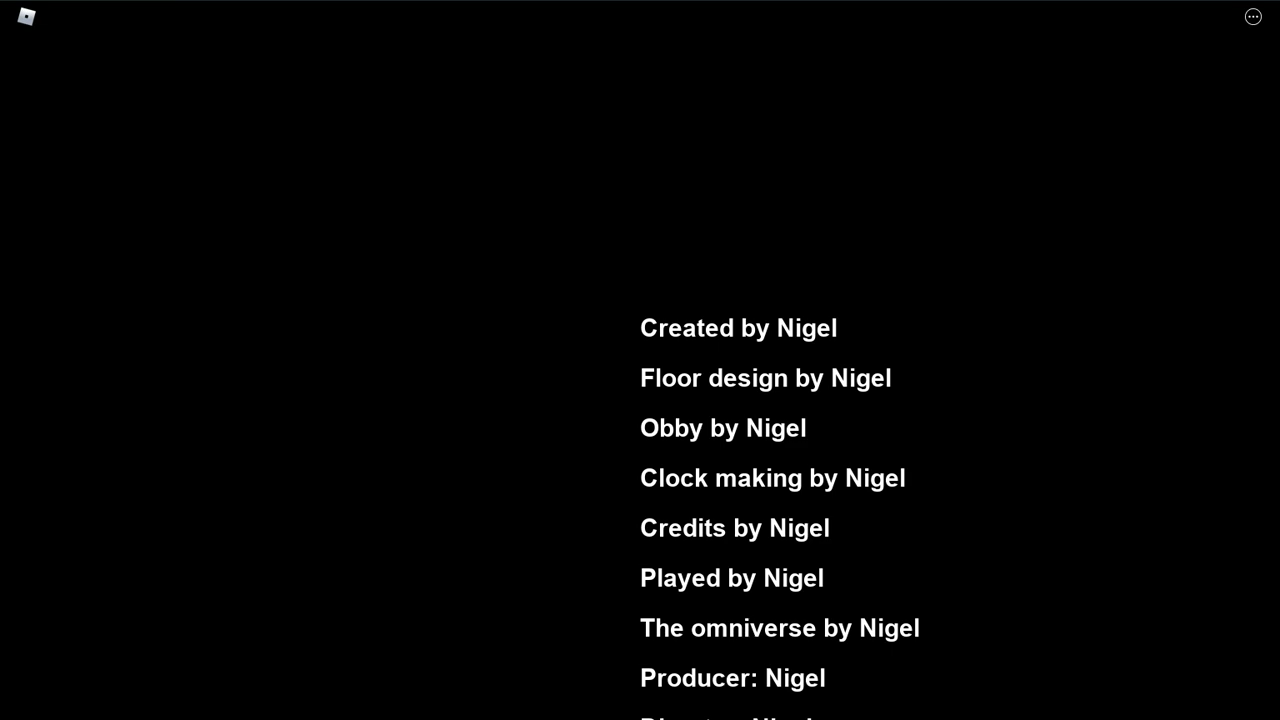 Created by Nigel
Floor design by Nigel
Obby by Nigel
Clock making by Nigel
Credits by Nigel
Played by Nigel
The omniverse by Nigel
Producer: Nigel